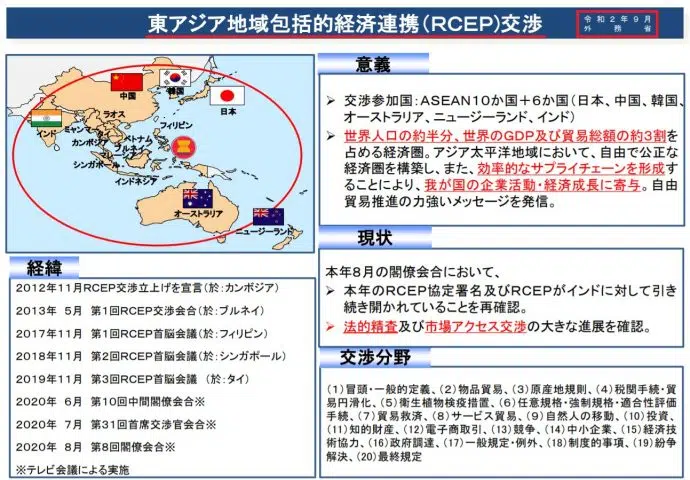 東アジア地域包括的経済連携(RCEP)交渉
令和2年9月
外務省
中国
韓国
日本
インド
ラオス
ミャンマー
タイ
カンボジア
ベトナム
フィリピン
ブルネイ
マレーシア
シンガポール
インドネシア
オーストラリア
ニュージーランド
意義
➢ 交渉参加国:ASEAN10か国+6か国(日本、中国、韓国、
オーストラリア、ニュージーランド、インド)
➢ 世界人口の約半分、世界のGDP及び貿易総額の約3割を
占める経済圏。アジア太平洋地域において、自由で公正な
経済圏を構築し、また、効率的なサプライチェーンを形成す
ることにより、我が国の企業活動・経済成長に寄与。自由
貿易推進の力強いメッセージを発信。
現状
本年8月の閣僚会合において、
➢ 本年のRCEP協定署名及びRCEPがインドに対して引き
続き開かれていることを再確認。
➢ 法的精査及び市場アクセス交渉の大きな進展を確認。
経緯
2012年11月RCEP交渉立上げを宣言(於:カンボジア)
2013年 5月 第1回RCEP交渉会合(於:ブルネイ)
2017年11月 第1回RCEP首脳会議(於:フィリピン)
2018年11月 第2回RCEP首脳会議(於:シンガポール)
2019年11月 第3回RCEP首脳会議 (於:タイ)
2020年 6月 第10回中間閣僚会合※
2020年 7月 第31回首席交渉官会合※
2020年 8月 第8回閣僚会合※
※テレビ会議による実施
交渉分野
(1)冒頭・一般的定義、(2)物品貿易、(3)原産地規則、(4)税関手続・貿
易円滑化、(5)衛生植物検疫措置、(6)任意規格・強制規格・適合性評価
手続、(7)貿易救済、(8)サービス貿易、(9)自然人の移動、(10)投資、
(11)知的財産、(12)電子商取引、(13)競争、(14)中小企業、(15)経済技
術協力、(16)政府調達、(17)一般規定・例外、(18)制度的事項、(19)紛争
解決、(20)最終規定